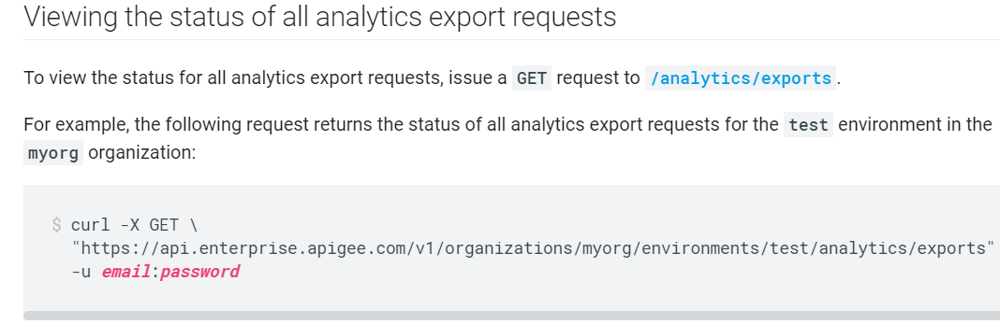 Viewing the status of all analytics export requests
To view the status for all analytics export requests, issue a GET request to /analytics/exports.
For example, the following request returns the status of all analytics export requests for the test environment in the
myorg organization:
$ curl -X GET \
"https://api.enterprise.apigee.com/v1/organizations/myorg/environments/test/analytics/exports"
-u email:password